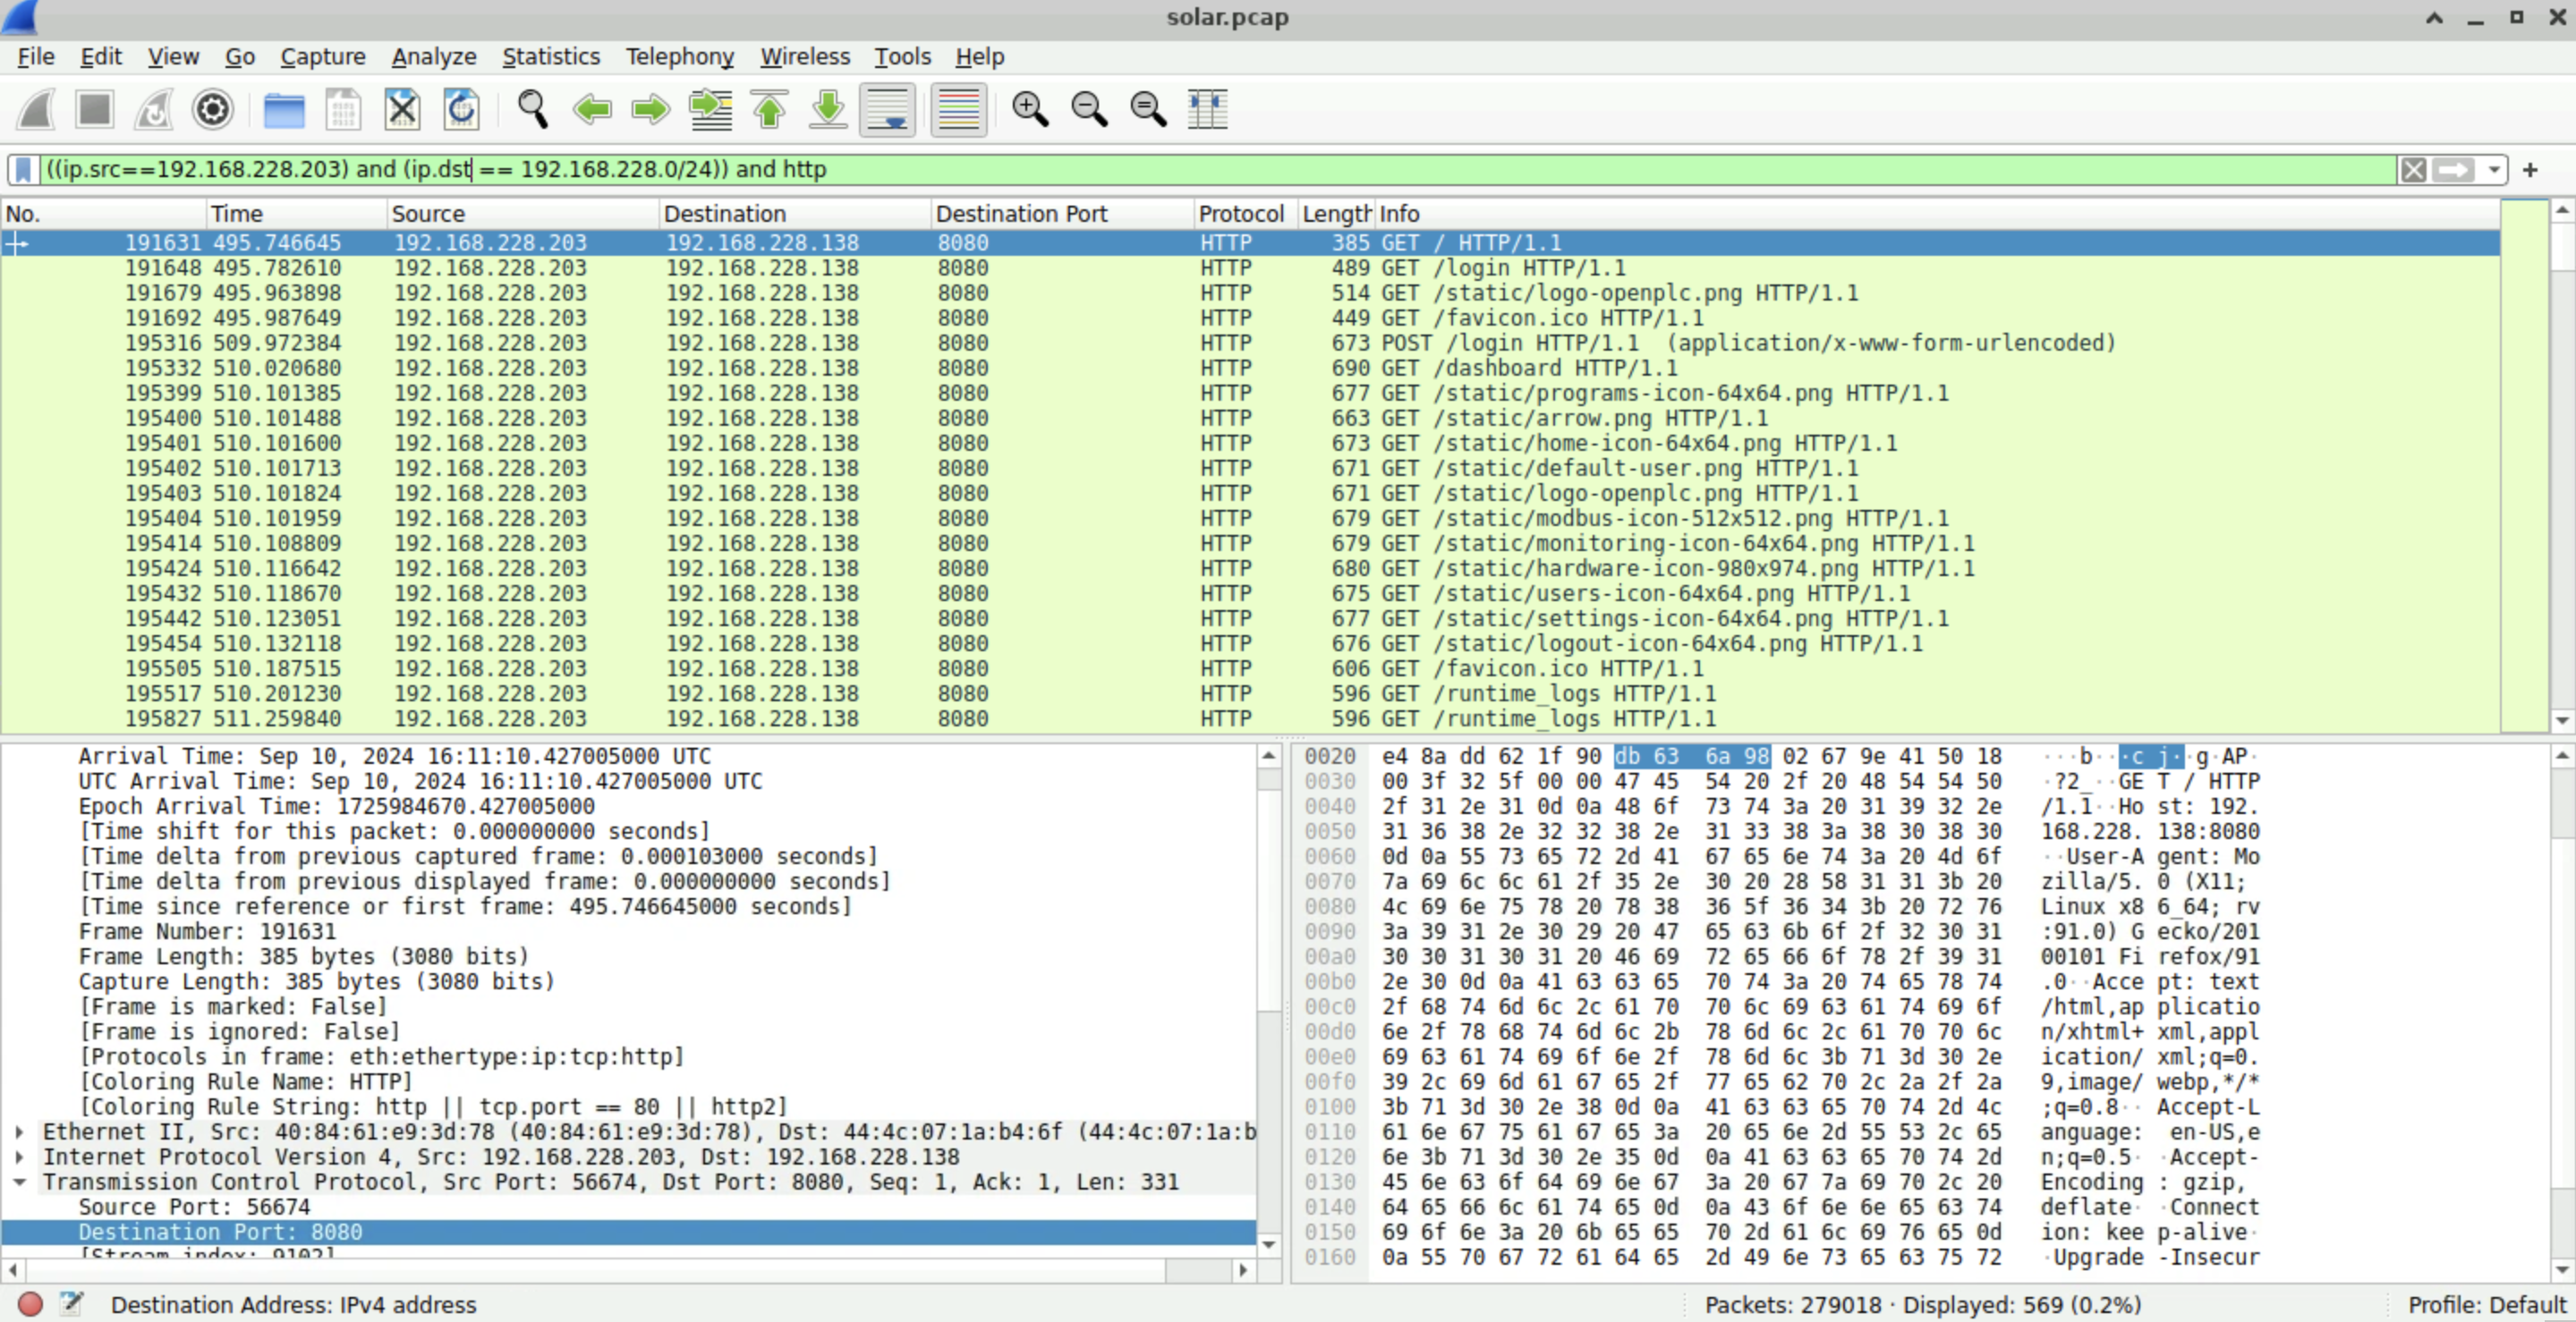 solar.pcap
File Edit View Go Capture Analyze Statistics Telephony Wireless Tools Help
((ip.src==192.168.228.203) and (ip.dst == 192.168.228.0/24)) and http
No. Time Source Destination Destination Port Protocol Length Info
191631 495.746645 192.168.228.203 192.168.228.138 8080 HTTP 385 GET / HTTP/1.1
191648 495.782610 192.168.228.203 192.168.228.138 8080 HTTP 489 GET /login HTTP/1.1
191679 495.963898 192.168.228.203 192.168.228.138 8080 HTTP 514 GET /static/logo-openplc.png HTTP/1.1
191692 495.987649 192.168.228.203 192.168.228.138 8080 HTTP 449 GET /favicon.ico HTTP/1.1
195316 509.972384 192.168.228.203 192.168.228.138 8080 HTTP 673 POST /login HTTP/1.1 (application/x-www-form-urlencoded)
195332 510.020680 192.168.228.203 192.168.228.138 8080 HTTP 690 GET /dashboard HTTP/1.1
195399 510.101385 192.168.228.203 192.168.228.138 8080 HTTP 677 GET /static/programs-icon-64x64.png HTTP/1.1
195400 510.101488 192.168.228.203 192.168.228.138 8080 HTTP 663 GET /static/arrow.png HTTP/1.1
195401 510.101600 192.168.228.203 192.168.228.138 8080 HTTP 673 GET /static/home-icon-64x64.png HTTP/1.1
195402 510.101713 192.168.228.203 192.168.228.138 8080 HTTP 671 GET /static/default-user.png HTTP/1.1
195403 510.101824 192.168.228.203 192.168.228.138 8080 HTTP 671 GET /static/logo-openplc.png HTTP/1.1
195404 510.101959 192.168.228.203 192.168.228.138 8080 HTTP 679 GET /static/modbus-icon-512x512.png HTTP/1.1
195414 510.108809 192.168.228.203 192.168.228.138 8080 HTTP 679 GET /static/monitoring-icon-64x64.png HTTP/1.1
195424 510.116642 192.168.228.203 192.168.228.138 8080 HTTP 680 GET /static/hardware-icon-980x974.png HTTP/1.1
195432 510.118670 192.168.228.203 192.168.228.138 8080 HTTP 675 GET /static/users-icon-64x64.png HTTP/1.1
195442 510.123051 192.168.228.203 192.168.228.138 8080 HTTP 677 GET /static/settings-icon-64x64.png HTTP/1.1
195454 510.132118 192.168.228.203 192.168.228.138 8080 HTTP 676 GET /static/logout-icon-64x64.png HTTP/1.1
195505 510.187515 192.168.228.203 192.168.228.138 8080 HTTP 606 GET /favicon.ico HTTP/1.1
195517 510.201230 192.168.228.203 192.168.228.138 8080 HTTP 596 GET /runtime_logs HTTP/1.1
195827 511.259840 192.168.228.203 192.168.228.138 8080 HTTP 596 GET /runtime_logs HTTP/1.1
Arrival Time: Sep 10, 2024 16:11:10.427005000 UTC
UTC Arrival Time: Sep 10, 2024 16:11:10.427005000 UTC
Epoch Arrival Time: 1725984670.427005000
[Time shift for this packet: 0.000000000 seconds]
[Time delta from previous captured frame: 0.000103000 seconds]
[Time delta from previous displayed frame: 0.000000000 seconds]
[Time since reference or first frame: 495.746645000 seconds]
Frame Number: 191631
Frame Length: 385 bytes (3080 bits)
Capture Length: 385 bytes (3080 bits)
[Frame is marked: False]
[Frame is ignored: False]
[Protocols in frame: eth:ethertype:ip:tcp:http]
[Coloring Rule Name: HTTP]
[Coloring Rule String: http || tcp.port == 80 || http2]
Ethernet II, Src: 40:84:61:e9:3d:78 (40:84:61:e9:3d:78), Dst: 44:4c:07:1a:b4:6f (44:4c:07:1a:b
Internet Protocol Version 4, Src: 192.168.228.203, Dst: 192.168.228.138
Transmission Control Protocol, Src Port: 56674, Dst Port: 8080, Seq: 1, Ack: 1, Len: 331
Source Port: 56674
Destination Port: 8080
[Stream index: 9102]
0020 e4 8a dd 62 1f 90 db 63 6a 98 02 67 9e 41 50 18 ···b···c j··g·AP·
0030 00 3f 32 5f 00 00 47 45 54 20 2f 20 48 54 54 50 ·?2_··GE T / HTTP
0040 2f 31 2e 31 0d 0a 48 6f 73 74 3a 20 31 39 32 2e /1.1··Ho st: 192.
0050 31 36 38 2e 32 32 38 2e 31 33 38 3a 38 30 38 30 168.228. 138:8080
0060 0d 0a 55 73 65 72 2d 41 67 65 6e 74 3a 20 4d 6f ··User-A gent: Mo
0070 7a 69 6c 6c 61 2f 35 2e 30 20 28 58 31 31 3b 20 zilla/5. 0 (X11;
0080 4c 69 6e 75 78 20 78 38 36 5f 36 34 3b 20 72 76 Linux x8 6_64; rv
0090 3a 39 31 2e 30 29 20 47 65 63 6b 6f 2f 32 30 31 :91.0) G ecko/201
00a0 30 30 31 30 31 20 46 69 72 65 66 6f 78 2f 39 31 00101 Fi refox/91
00b0 2e 30 0d 0a 41 63 63 65 70 74 3a 20 74 65 78 74 .0··Acce pt: text
00c0 2f 68 74 6d 6c 2c 61 70 70 6c 69 63 61 74 69 6f /html,ap plicatio
00d0 6e 2f 78 68 74 6d 6c 2b 78 6d 6c 2c 61 70 70 6c n/xhtml+ xml,appl
00e0 69 63 61 74 69 6f 6e 2f 78 6d 6c 3b 71 3d 30 2e ication/ xml;q=0.
00f0 39 2c 69 6d 61 67 65 2f 77 65 62 70 2c 2a 2f 2a 9,image/ webp,*/*
0100 3b 71 3d 30 2e 38 0d 0a 41 63 63 65 70 74 2d 4c ;q=0.8·· Accept-L
0110 61 6e 67 75 61 67 65 3a 20 65 6e 2d 55 53 2c 65 anguage: en-US,e
0120 6e 3b 71 3d 30 2e 35 0d 0a 41 63 63 65 70 74 2d n;q=0.5· ·Accept-
0130 45 6e 63 6f 64 69 6e 67 3a 20 67 7a 69 70 2c 20 Encoding : gzip,
0140 64 65 66 6c 61 74 65 0d 0a 43 6f 6e 6e 65 63 74 deflate· ·Connect
0150 69 6f 6e 3a 20 6b 65 65 70 2d 61 6c 69 76 65 0d ion: kee p-alive·
0160 0a 55 70 67 72 61 64 65 2d 49 6e 73 65 63 75 72 ·Upgrade -Insecur
Destination Address: IPv4 address
Packets: 279018 · Displayed: 569 (0.2%)
Profile: Default